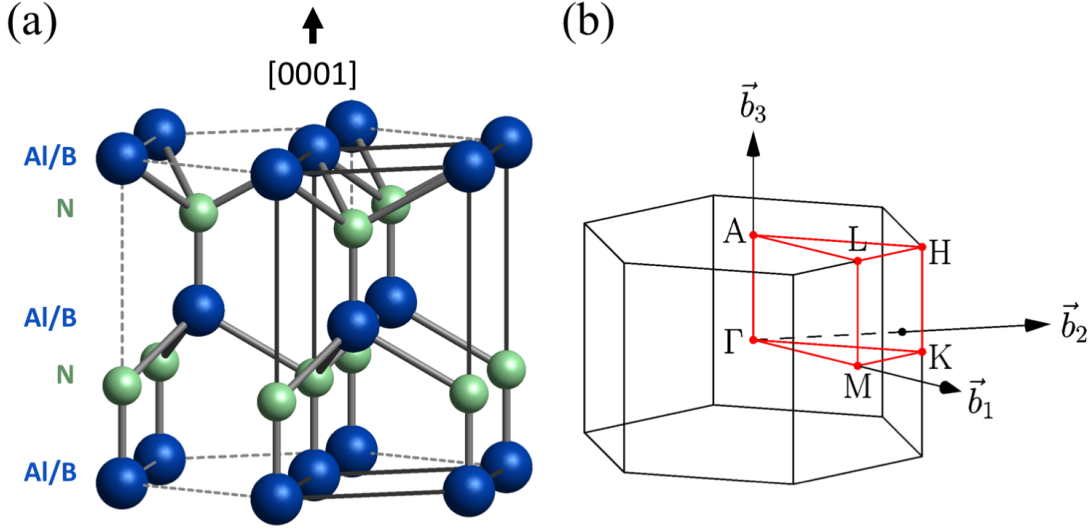 (a)
[0001]
Al/B
N
Al/B
N
Al/B
(b)
b⃗₃
A
L
H
b⃗₂
Γ
K
M
b⃗₁